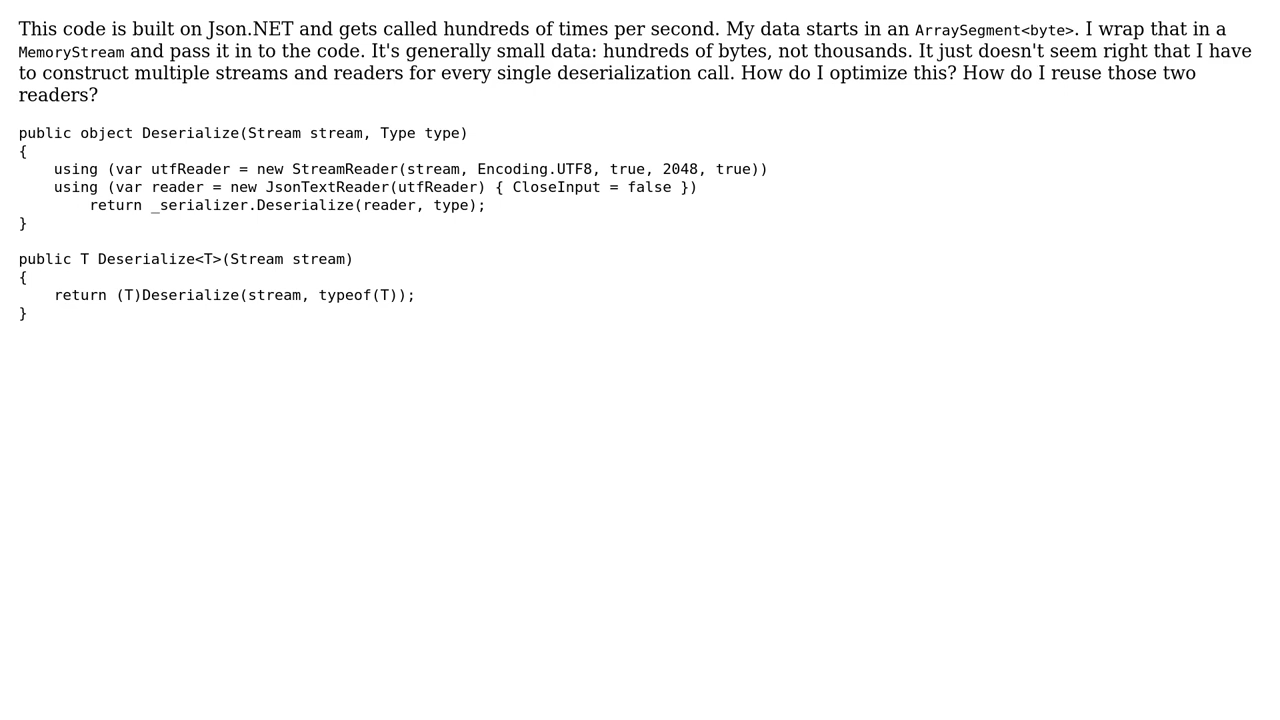 This code is built on Json.NET and gets called hundreds of times per second. My data starts in an ArraySegment<byte>. I wrap that in a
MemoryStream and pass it in to the code. It's generally small data: hundreds of bytes, not thousands. It just doesn't seem right that I have
to construct multiple streams and readers for every single deserialization call. How do I optimize this? How do I reuse those two
readers?
public object Deserialize(Stream stream, Type type)
{
    using (var utfReader = new StreamReader(stream, Encoding.UTF8, true, 2048, true))
    using (var reader = new JsonTextReader(utfReader) { CloseInput = false })
        return _serializer.Deserialize(reader, type);
}
public T Deserialize<T>(Stream stream)
{
    return (T)Deserialize(stream, typeof(T));
}